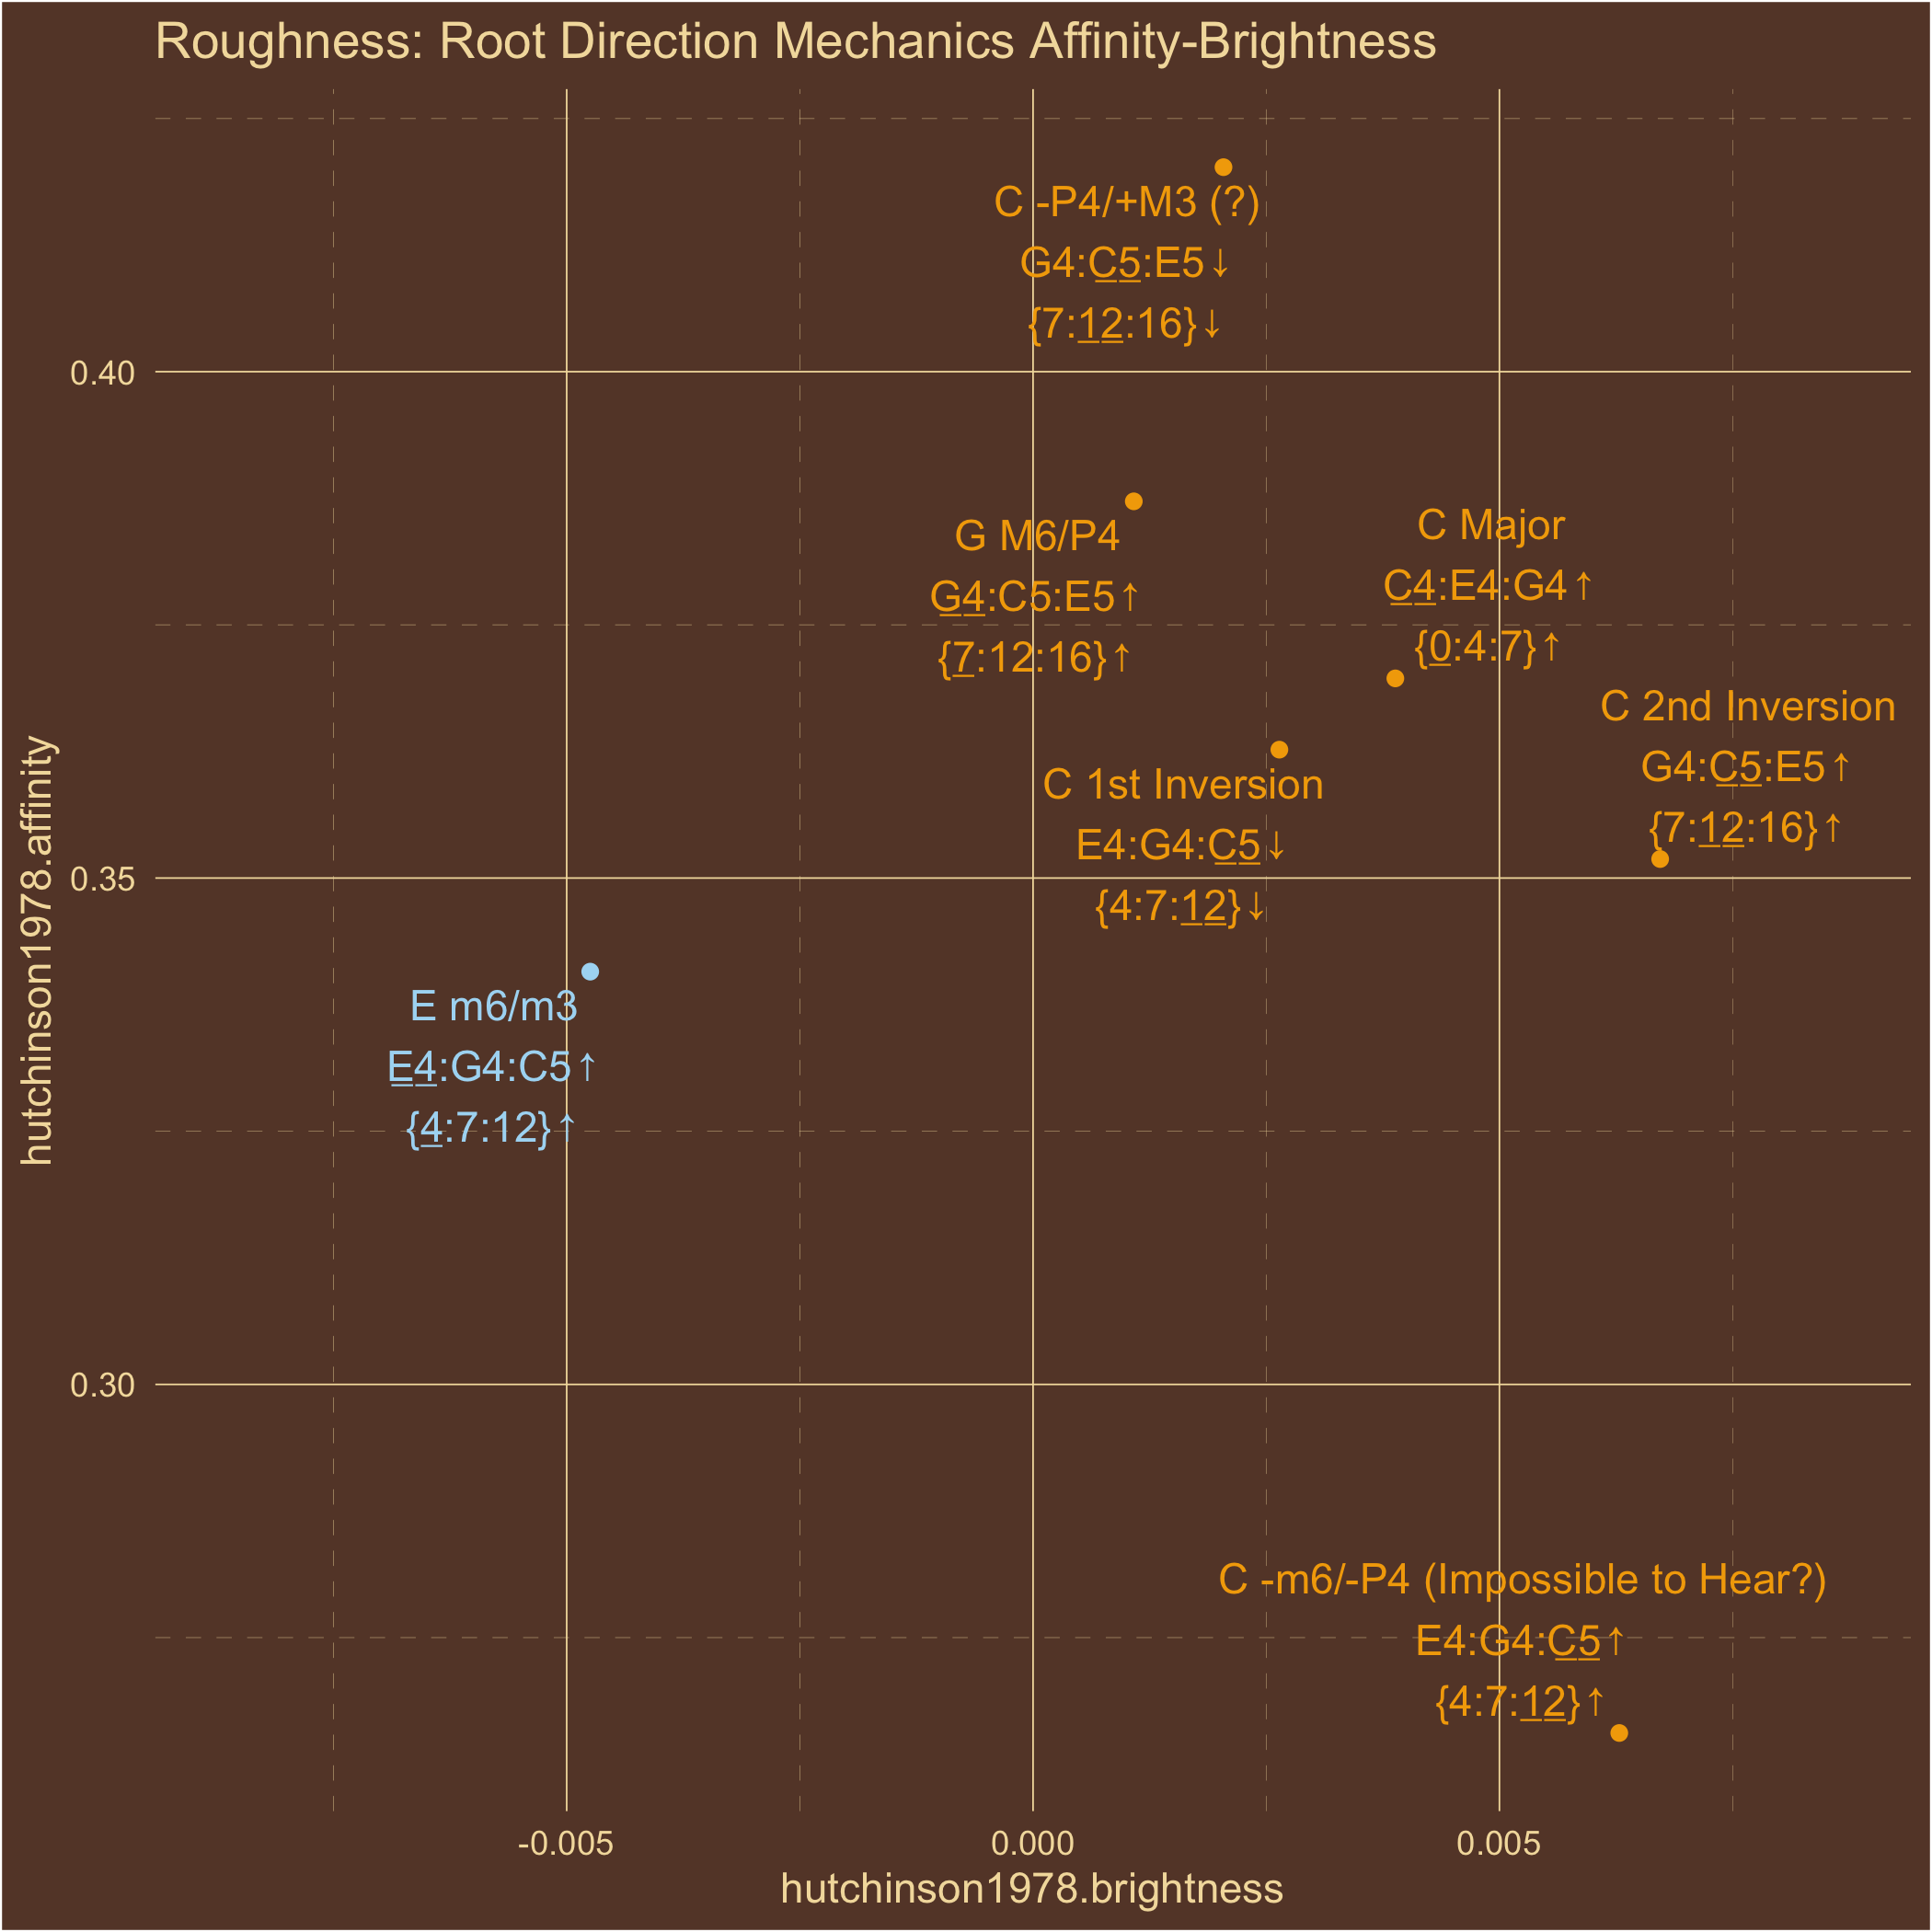 Roughness: Root Direction Mechanics Affinity-Brightness
C -P4/+M3 (?)
G4:C5:E5↓
{7:12:16}↓
0.40
G M6/P4
G4:C5:E5↑
{7:12:16}↑
C Major
C4:E4:G4↑
{0:4:7}↑
C 2nd Inversion
G4:C5:E5↑
{7:12:16}↑
C 1st Inversion
E4:G4:C5↓
{4:7:12}↓
0.35
hutchinson1978.affinity
E m6/m3
E4:G4:C5↑
{4:7:12}↑
0.30
C -m6/-P4 (Impossible to Hear?)
E4:G4:C5↑
{4:7:12}↑
-0.005
0.000
0.005
hutchinson1978.brightness